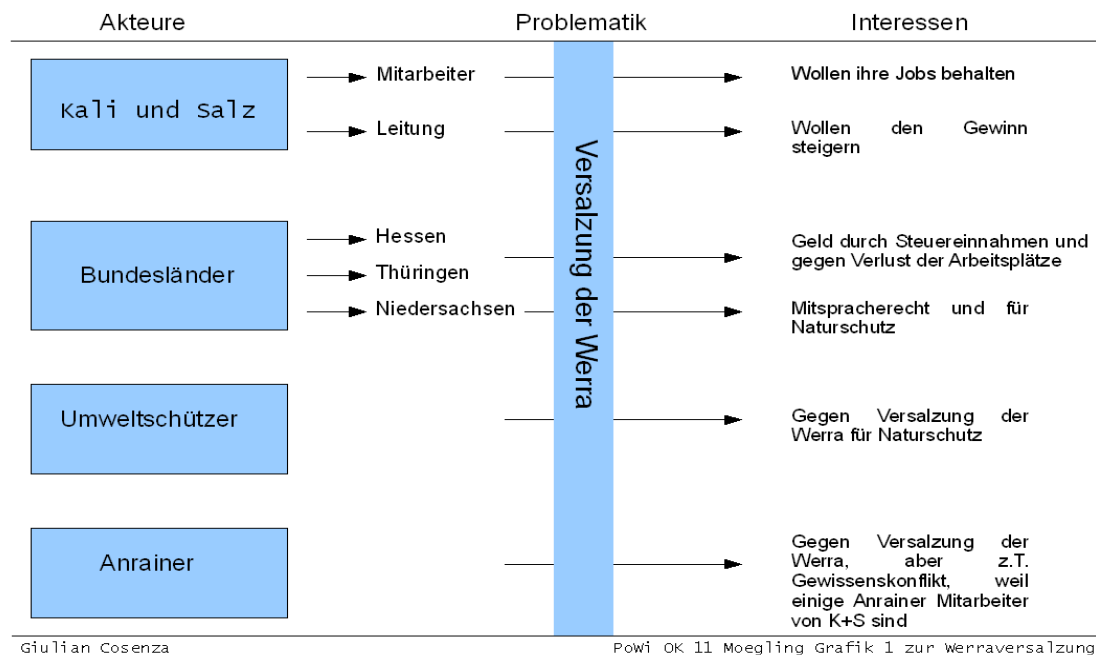 Akteure Problematik Interessen
Kali und Salz
Mitarbeiter
Wollen ihre Jobs behalten
Leitung
Wollen den Gewinn
steigern
Versalzung der Werra
Bundesländer
Hessen
Thüringen
Geld durch Steuereinnahmen und
gegen Verlust der Arbeitsplätze
Niedersachsen
Mitspracherecht und für
Naturschutz
Umweltschützer
Gegen Versalzung der
Werra für Naturschutz
Anrainer
Gegen Versalzung der
Werra, aber z.T.
Gewissenskonflikt, weil
einige Anrainer Mitarbeiter
von K+S sind
Giulian Cosenza
PoWi OK 11 Moegling Grafik 1 zur Werraversalzung